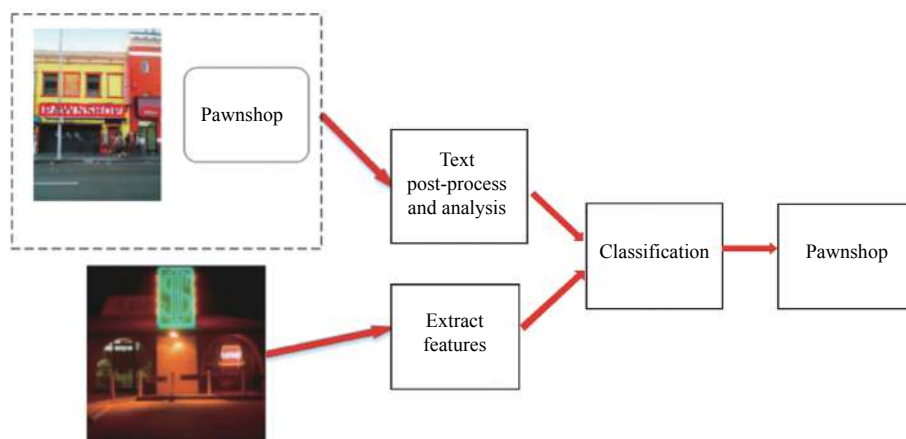 PAWNSHOP
Pawnshop
Text
post-process
and analysis
Classification
Pawnshop
Extract
features